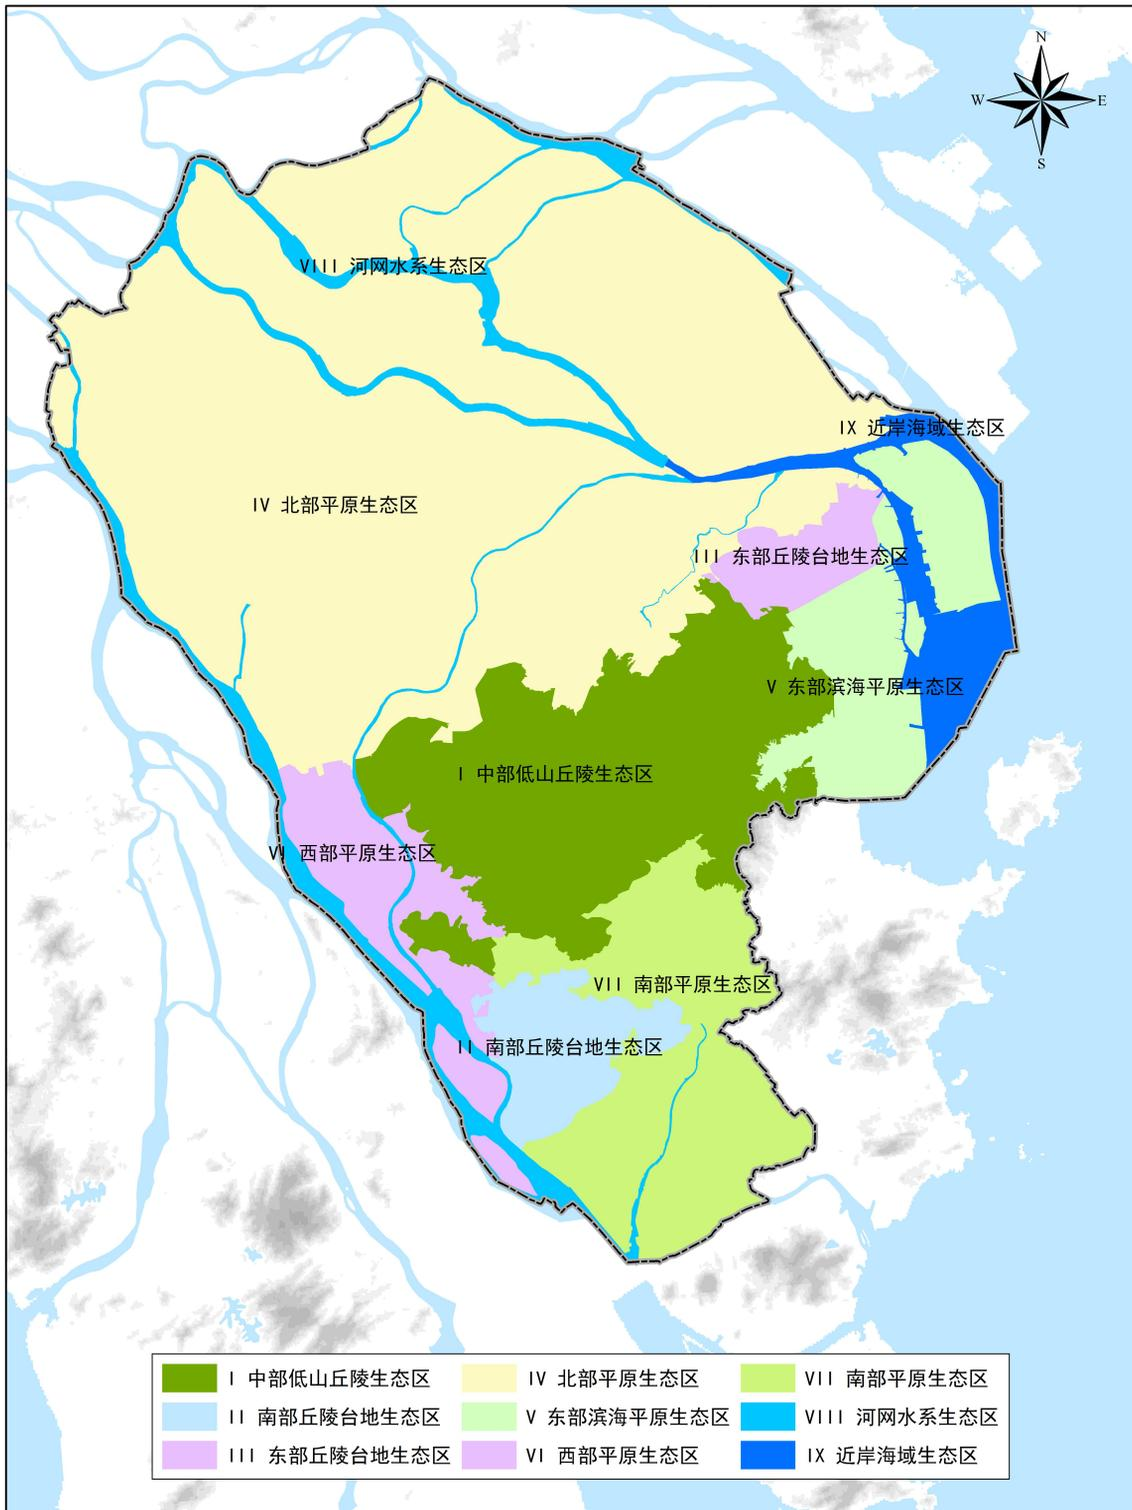 N
W E
S
VIII 河网水系生态区
IX 近岸海域生态区
IV 北部平原生态区
III 东部丘陵台地生态区
V 东部滨海平原生态区
I 中部低山丘陵生态区
VI 西部平原生态区
VII 南部平原生态区
II 南部丘陵台地生态区
I 中部低山丘陵生态区 IV 北部平原生态区 VII 南部平原生态区
II 南部丘陵台地生态区 V 东部滨海平原生态区 VIII 河网水系生态区
III 东部丘陵台地生态区 VI 西部平原生态区 IX 近岸海域生态区